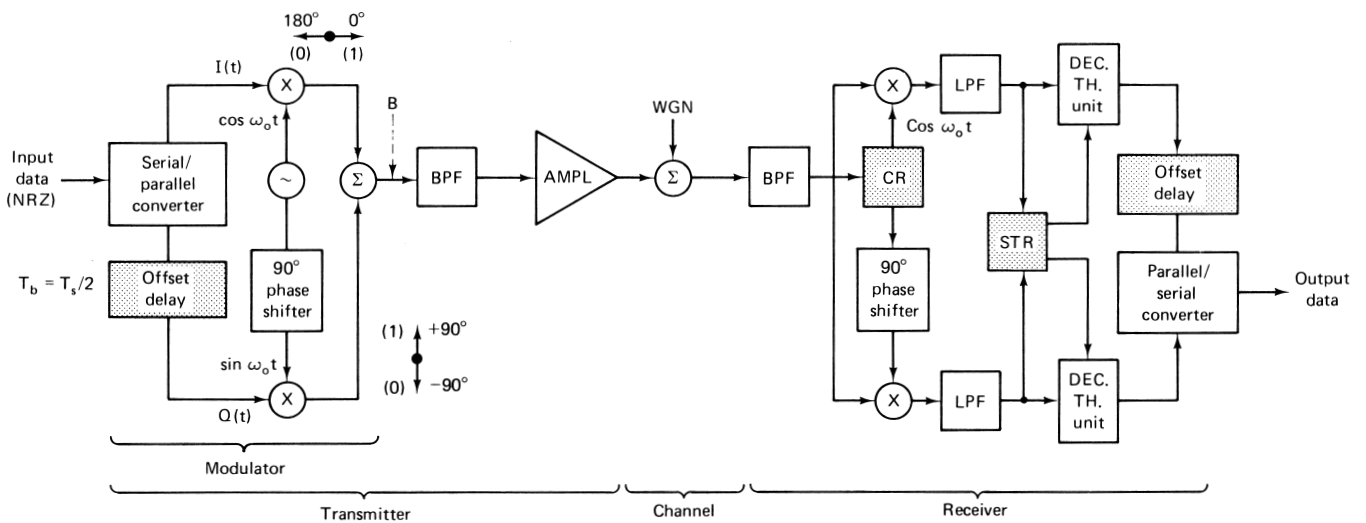 180° 0°
(0) (1)
I(t)
X
cos ω₀t
Input
data
(NRZ)
Serial/
parallel
converter
~
Σ
B
BPF
AMPL
WGN
Σ
BPF
T_b = T_s/2
Offset
delay
90°
phase
shifter
sin ω₀t
Q(t)
X
(1) +90°
(0) −90°
X
Cos ω₀t
CR
90°
phase
shifter
X
LPF
LPF
STR
DEC.
TH.
unit
DEC.
TH.
unit
Offset
delay
Parallel/
serial
converter
Output
data
Modulator
Transmitter
Channel
Receiver